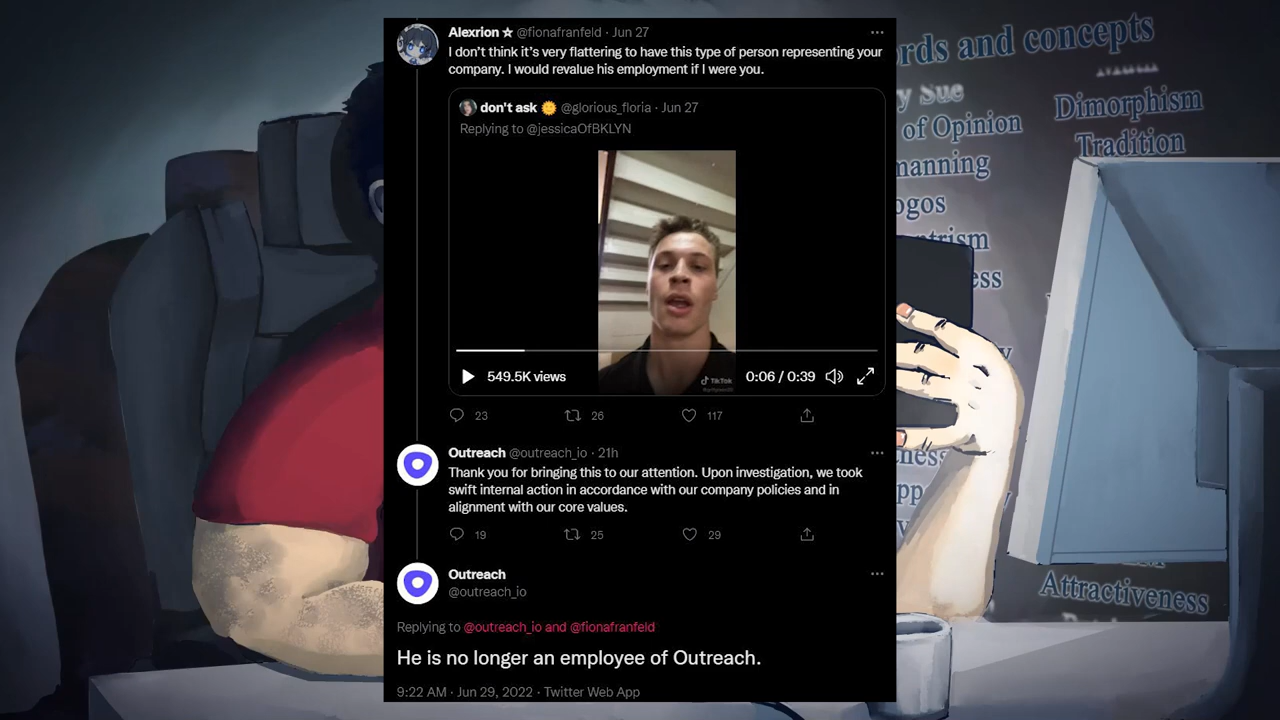 Alexrion ★ @fionafranfeld · Jun 27
I don't think it's very flattering to have this type of person representing your
company. I would revalue his employment if I were you.
don't ask 🌞 @glorious_floria · Jun 27
Replying to @jessicaOfBKLYN
TikTok
549.5K views
0:06 / 0:39
23 26 117
Outreach @outreach_io · 21h
Thank you for bringing this to our attention. Upon investigation, we took
swift internal action in accordance with our company policies and in
alignment with our core values.
19 25 29
Outreach
@outreach_io
Replying to @outreach_io and @fionafranfeld
He is no longer an employee of Outreach.
9:22 AM · Jun 29, 2022 · Twitter Web App
rds and concepts
y Sue
of Opinion
Dimorphism
Tradition
manning
ogos
trism
ess
Attractiveness